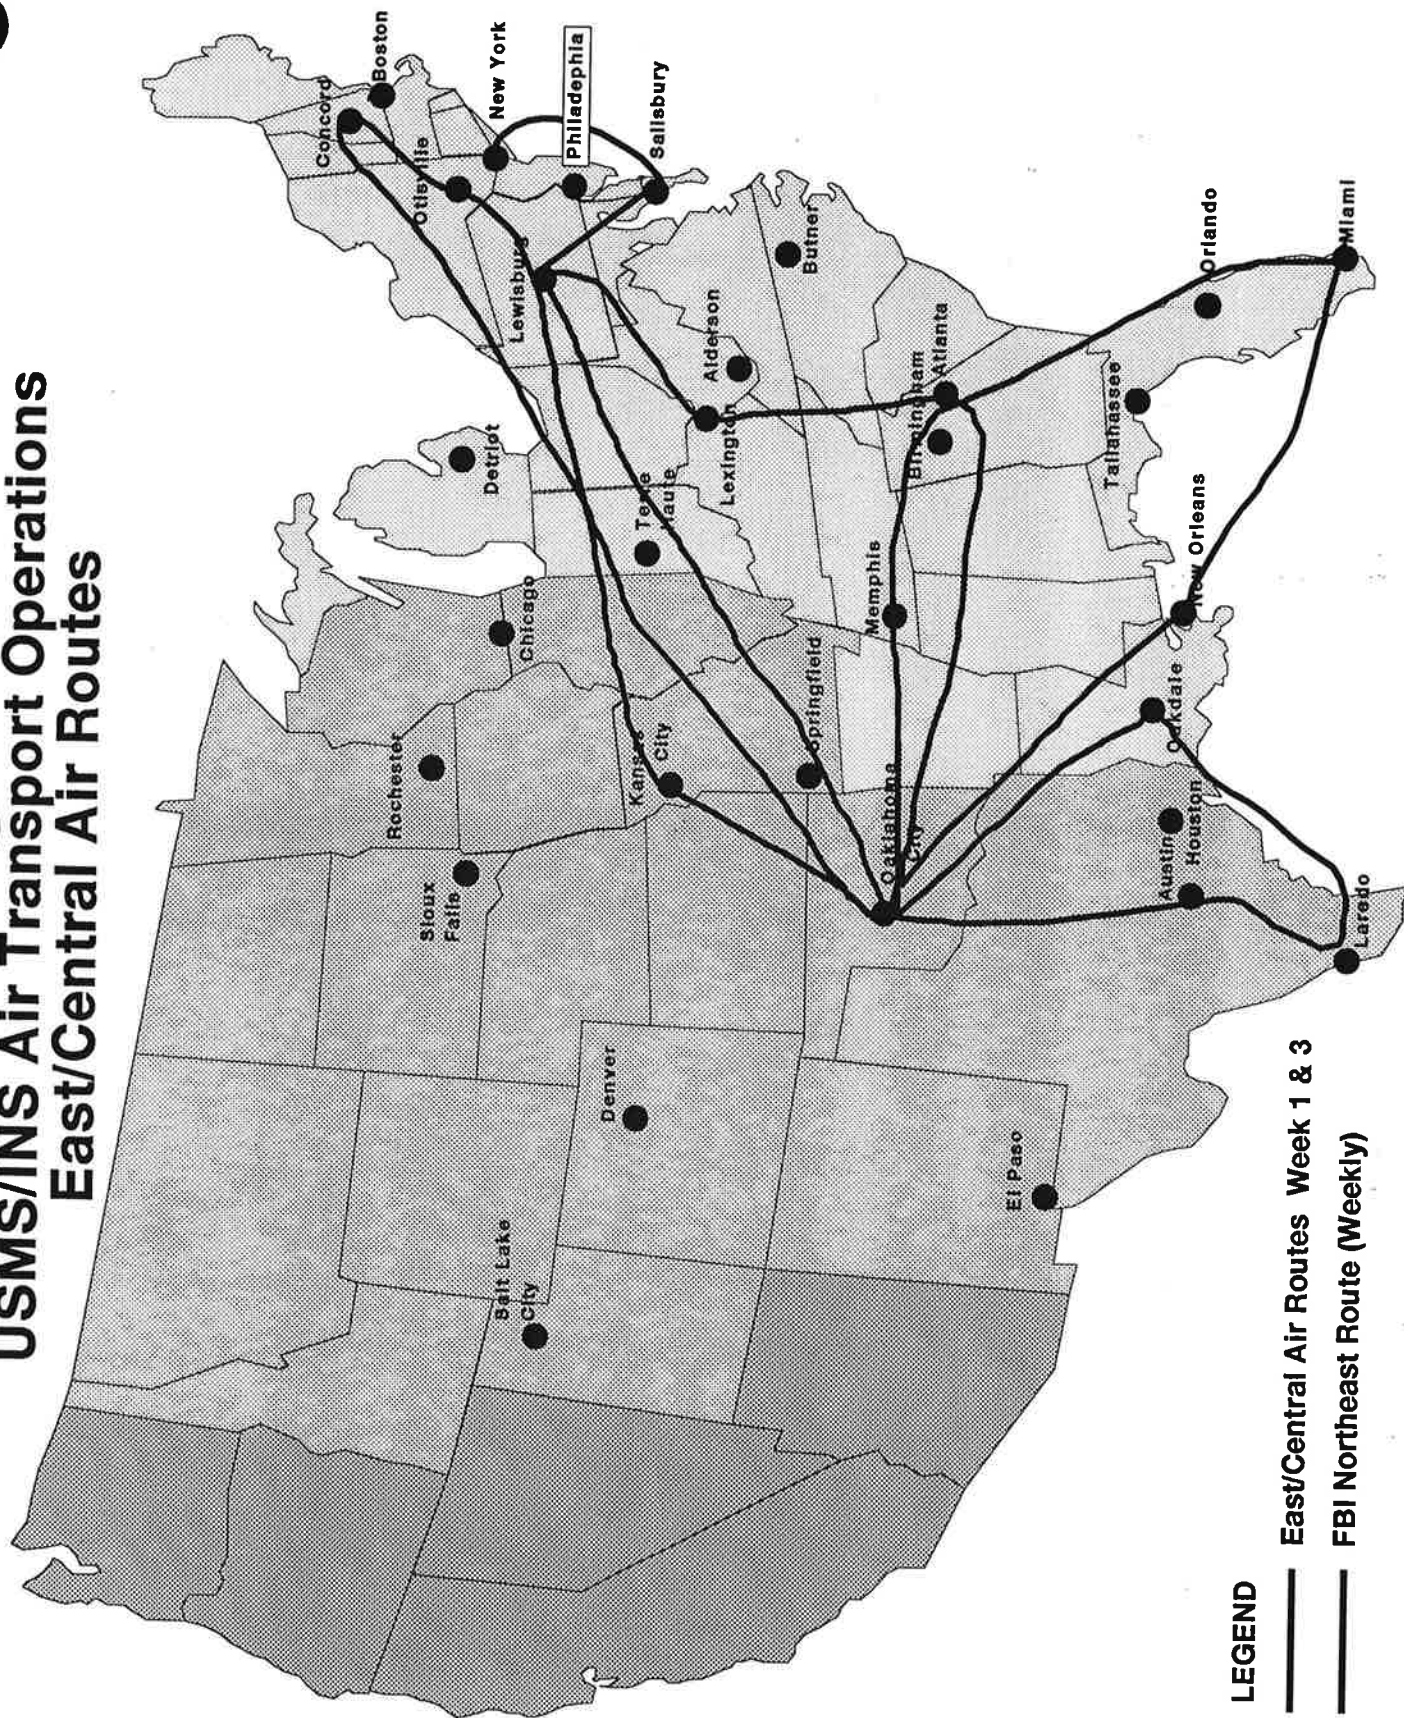 USMS/INS Air Transport Operations
East/Central Air Routes
Concord
Boston
Otisville
New York
Philadephia
Salisbury
Lewisburg
Detriot
Chicago
Rochester
Sioux
Falls
Salt Lake
City
Denver
Kansas
City
Terre
Haute
Lexington
Alderson
Butner
Springfield
Oaklahoma
City
Memphis
Birmingham
Atlanta
Tallahassee
Orlando
Miami
New Orleans
Oakdale
Austin
Houston
Laredo
El Paso
LEGEND
East/Central Air Routes Week 1 & 3
FBI Northeast Route (Weekly)